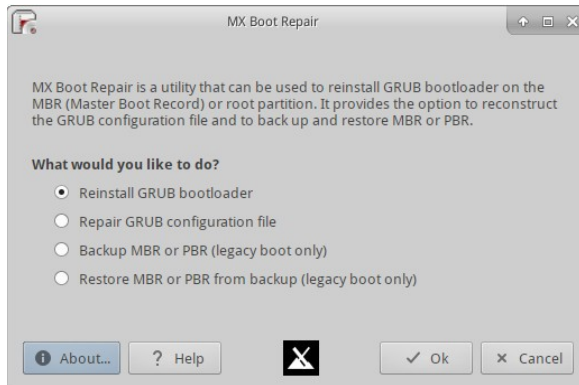 MX Boot Repair
MX Boot Repair is a utility that can be used to reinstall GRUB bootloader on the
MBR (Master Boot Record) or root partition. It provides the option to reconstruct
the GRUB configuration file and to back up and restore MBR or PBR.
What would you like to do?
Reinstall GRUB bootloader
Repair GRUB configuration file
Backup MBR or PBR (legacy boot only)
Restore MBR or PBR from backup (legacy boot only)
About... ? Help Ok Cancel